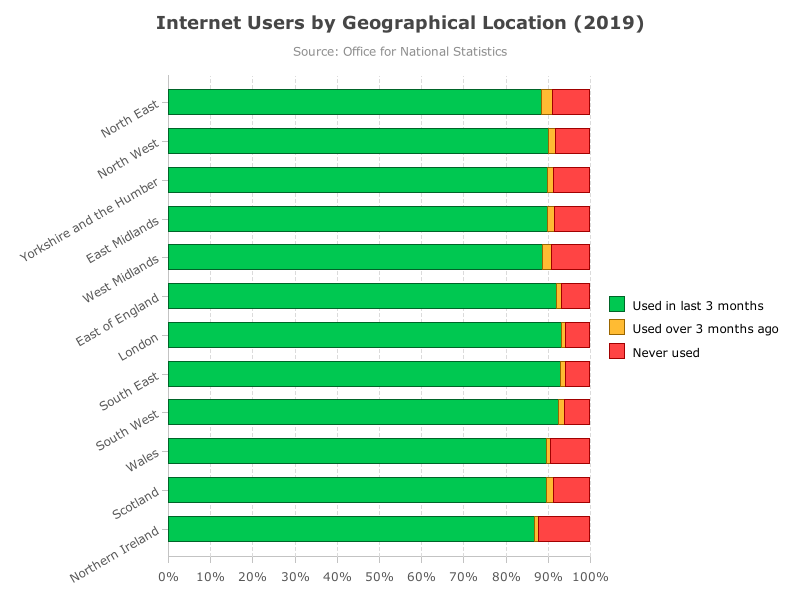 Internet Users by Geographical Location (2019)
Source: Office for National Statistics
North East
North West
Yorkshire and the Humber
East Midlands
West Midlands
East of England
London
South East
South West
Wales
Scotland
Northern Ireland
0% 10% 20% 30% 40% 50% 60% 70% 80% 90% 100%
Used in last 3 months
Used over 3 months ago
Never used